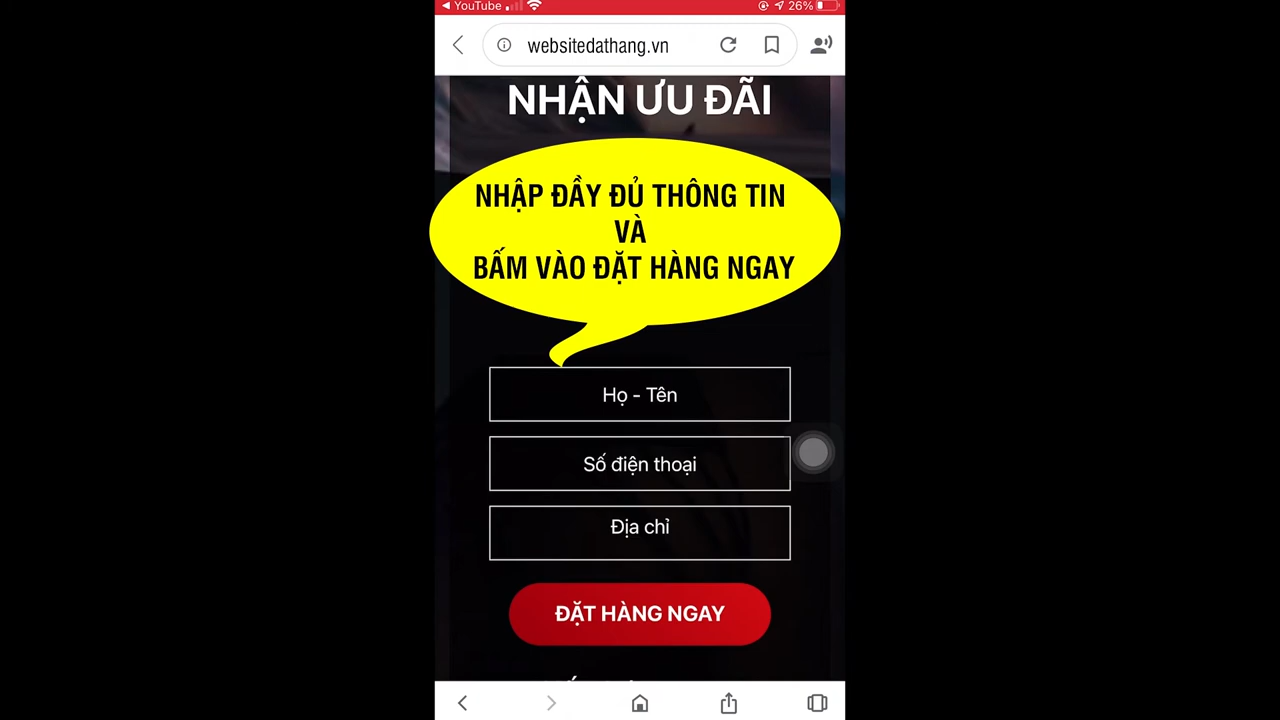 YouTube
26%
websitedathang.vn
NHẬN ƯU ĐÃI
NHẬP ĐẦY ĐỦ THÔNG TIN
VÀ
BẤM VÀO ĐẶT HÀNG NGAY
Họ - Tên
Số điện thoại
Địa chỉ
ĐẶT HÀNG NGAY